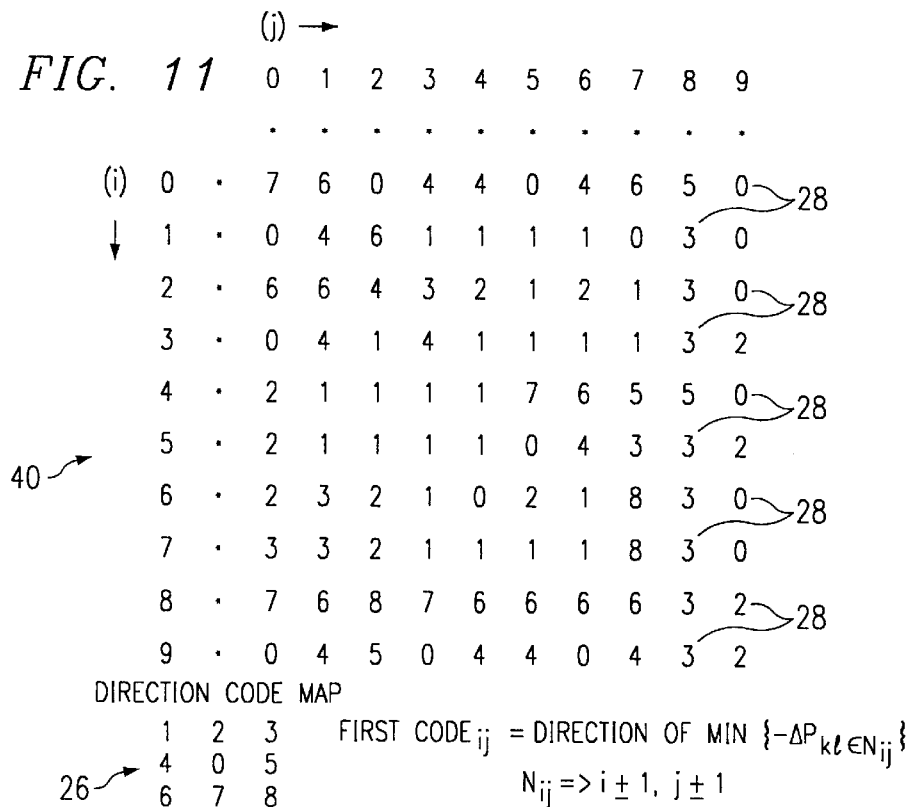 (j) →
FIG. 11 0 1 2 3 4 5 6 7 8 9
. . . . . . . . . .
(i) 0 · 7 6 0 4 4 0 4 6 5 0 28
↓ 1 · 0 4 6 1 1 1 1 0 3 0
2 · 6 6 4 3 2 1 2 1 3 0 28
3 · 0 4 1 4 1 1 1 1 3 2
4 · 2 1 1 1 1 7 6 5 5 0 28
40 5 · 2 1 1 1 1 0 4 3 3 2
6 · 2 3 2 1 0 2 1 8 3 0 28
7 · 3 3 2 1 1 1 1 8 3 0
8 · 7 6 8 7 6 6 6 6 3 2 28
9 · 0 4 5 0 4 4 0 4 3 2
DIRECTION CODE MAP
1 2 3 FIRST CODE ij = DIRECTION OF MIN {-ΔP kℓ ∈ N ij}
26 4 0 5
6 7 8 N ij => i ± 1, j ± 1